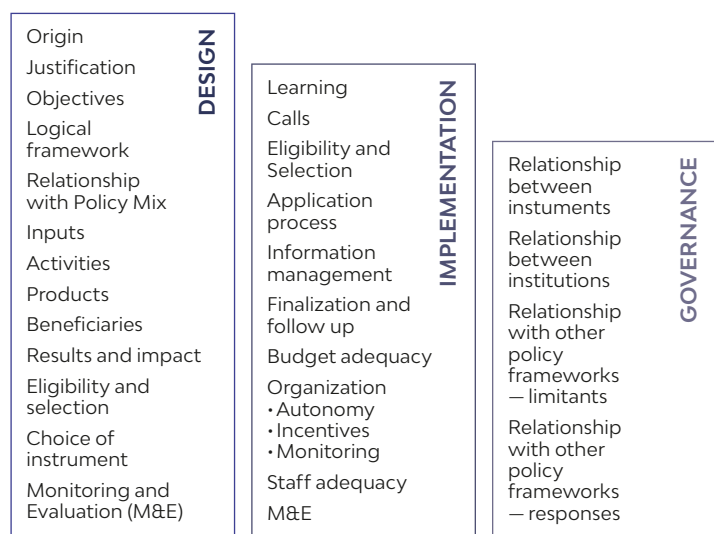 DESIGN
Origin
Justification
Objectives
Logical
framework
Relationship
with Policy Mix
Inputs
Activities
Products
Beneficiaries
Results and impact
Eligibility and
selection
Choice of
instrument
Monitoring and
Evaluation (M&E)
IMPLEMENTATION
Learning
Calls
Eligibility and
Selection
Application
process
Information
management
Finalization and
follow up
Budget adequacy
Organization
• Autonomy
• Incentives
• Monitoring
Staff adequacy
M&E
GOVERNANCE
Relationship
between
instuments
Relationship
between
institutions
Relationship
with other
policy
frameworks
— limitants
Relationship
with other
policy
frameworks
— responses